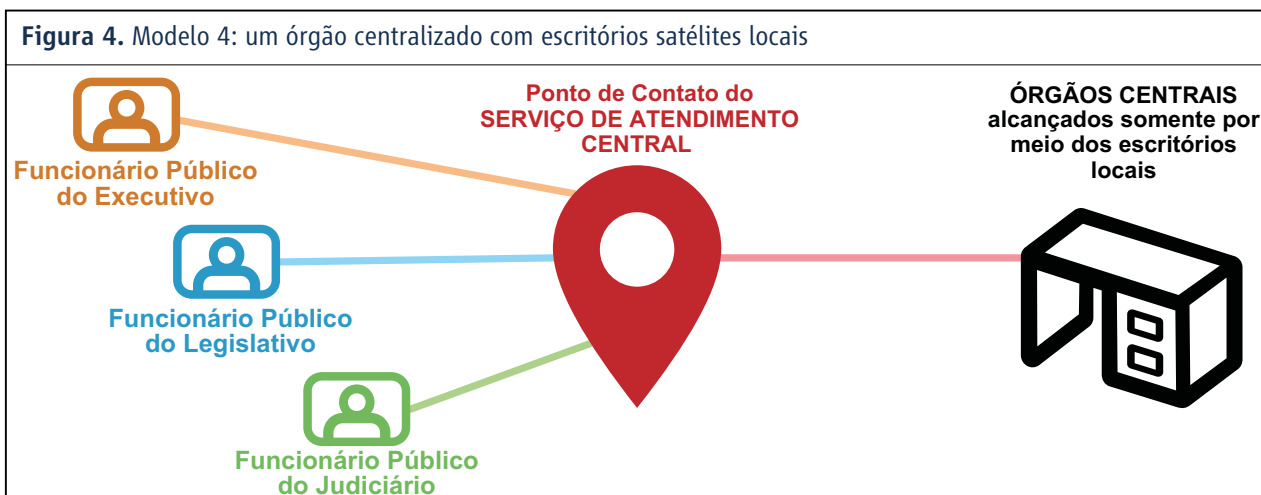 Figura 4. Modelo 4: um órgão centralizado com escritórios satélites locais
Funcionário Público
do Executivo
Funcionário Público
do Legislativo
Funcionário Público
do Judiciário
Ponto de Contato do
SERVIÇO DE ATENDIMENTO
CENTRAL
ÓRGÃOS CENTRAIS
alcançados somente por
meio dos escritórios
locais